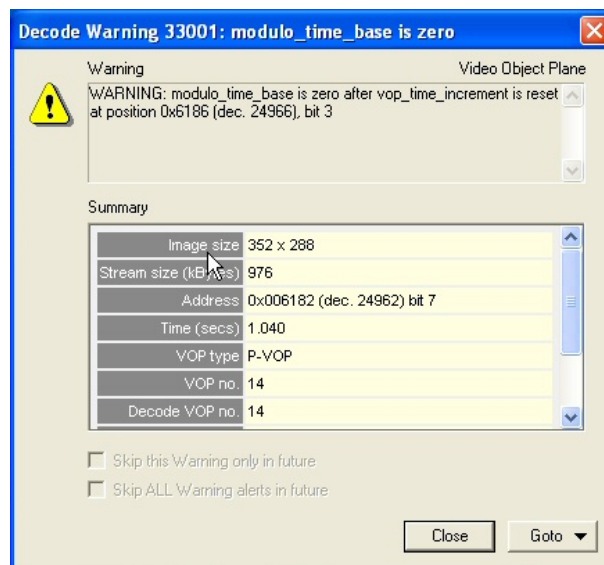 Decode Warning 33001: modulo_time_base is zero
Warning Video Object Plane
WARNING: modulo_time_base is zero after vop_time_increment is reset
at position 0x6186 (dec. 24966), bit 3
Summary
Image size 352 x 288
Stream size (kBytes) 976
Address 0x006182 (dec. 24962) bit 7
Time (secs) 1.040
VOP type P-VOP
VOP no. 14
Decode VOP no. 14
Skip this Warning only in future
Skip ALL Warning alerts in future
Close Goto